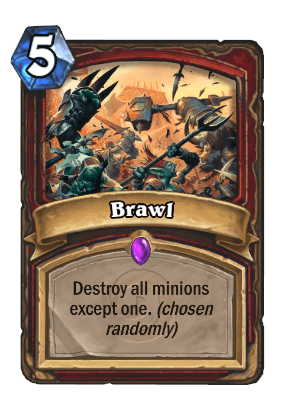 5
Brawl
Destroy all minions
except one. (chosen
randomly)